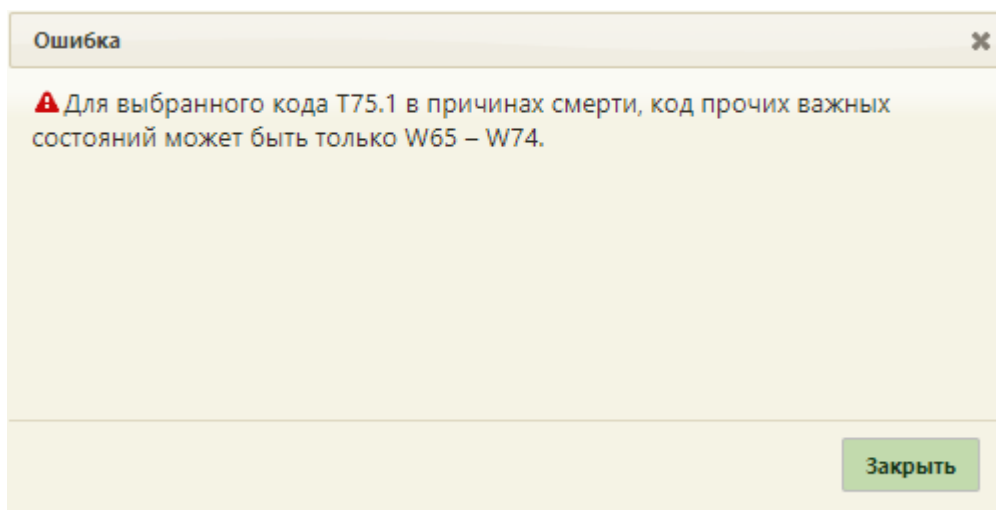 Ошибка
Для выбранного кода T75.1 в причинах смерти, код прочих важных
состояний может быть только W65 – W74.
Закрыть